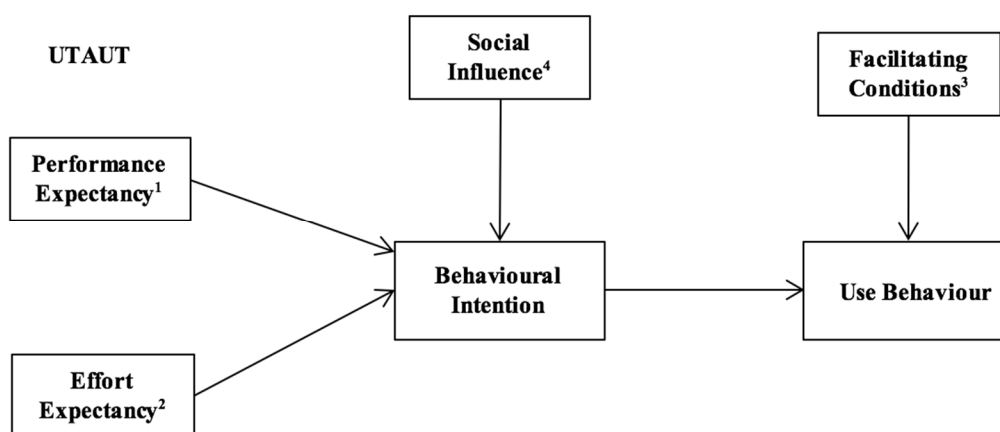 UTAUT
Social
Influence⁴
Facilitating
Conditions³
Performance
Expectancy¹
Behavioural
Intention
Use Behaviour
Effort
Expectancy²